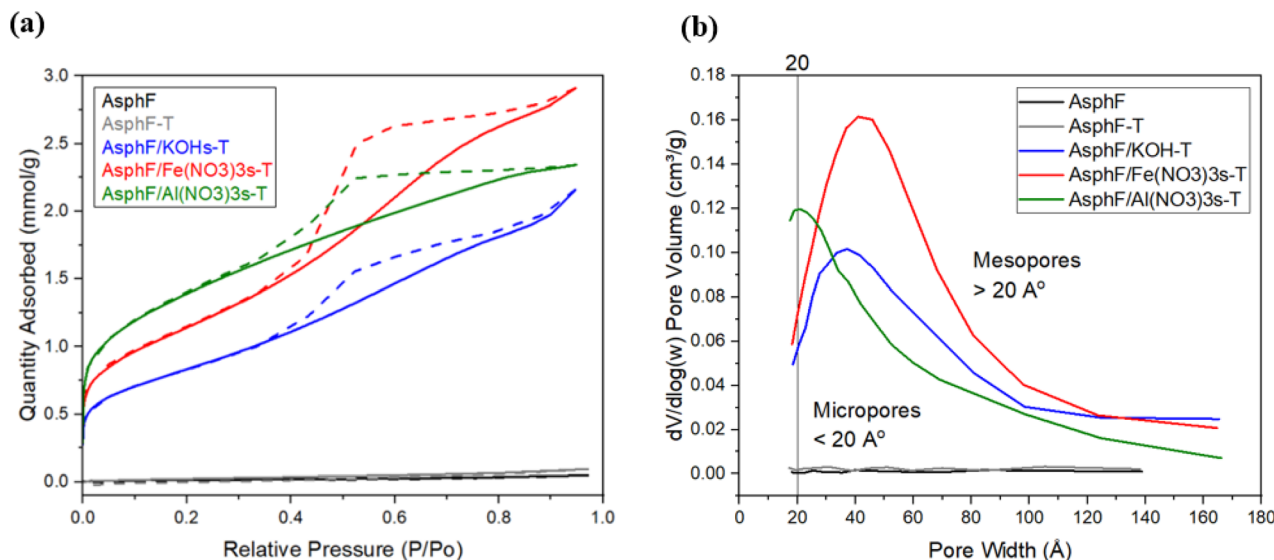 (a)
3.0
2.5
2.0
1.5
1.0
0.5
0.0
Quantity Adsorbed (mmol/g)
AsphF
AsphF-T
AsphF/KOHs-T
AsphF/Fe(NO3)3s-T
AsphF/Al(NO3)3s-T
0.0 0.2 0.4 0.6 0.8 1.0
Relative Pressure (P/Po)
(b)
20
0.18
0.16
0.14
0.12
0.10
0.08
0.06
0.04
0.02
0.00
dV/dlog(w) Pore Volume (cm³/g)
AsphF
AsphF-T
AsphF/KOH-T
AsphF/Fe(NO3)3s-T
AsphF/Al(NO3)3s-T
Mesopores
> 20 Aº
Micropores
< 20 Aº
0 20 40 60 80 100 120 140 160 180
Pore Width (Å)